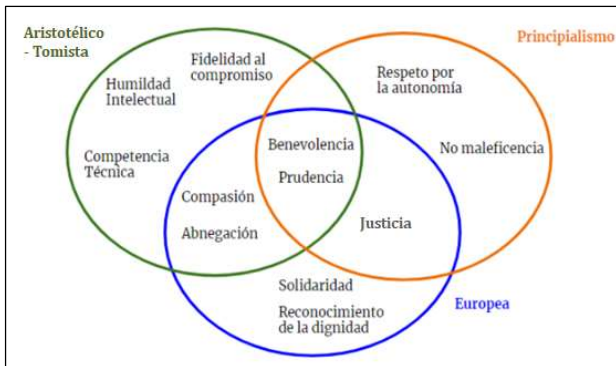 Aristotélico
- Tomista
Principialismo
Fidelidad al
compromiso
Humildad
Intelectual
Respeto por
la autonomía
Competencia
Técnica
Benevolencia
No maleficencia
Prudencia
Compasión
Abnegación
Justicia
Solidaridad
Reconocimiento
de la dignidad
Europea